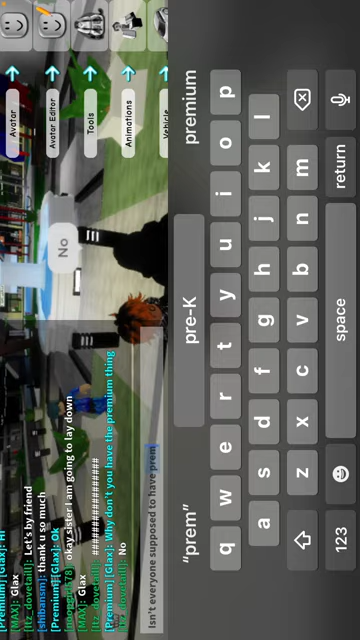 Avatar
Avatar Editor
Tools
Animations
Vehicle
No
[Premium][Glax]: Hi
[MAX]: Glax
Let's by friend
thank u so much
[Premium][Glax]: Ok
okay sister I am going to lay down
[MAX]: Glax
[Premium][Glax]: Why don't you have the premium thing
No
Isn't everyone supposed to have prem
"prem"
pre-K
premium
q w e r t y u i o p
a s d f g h j k l
z x c v b n m
123
space
return